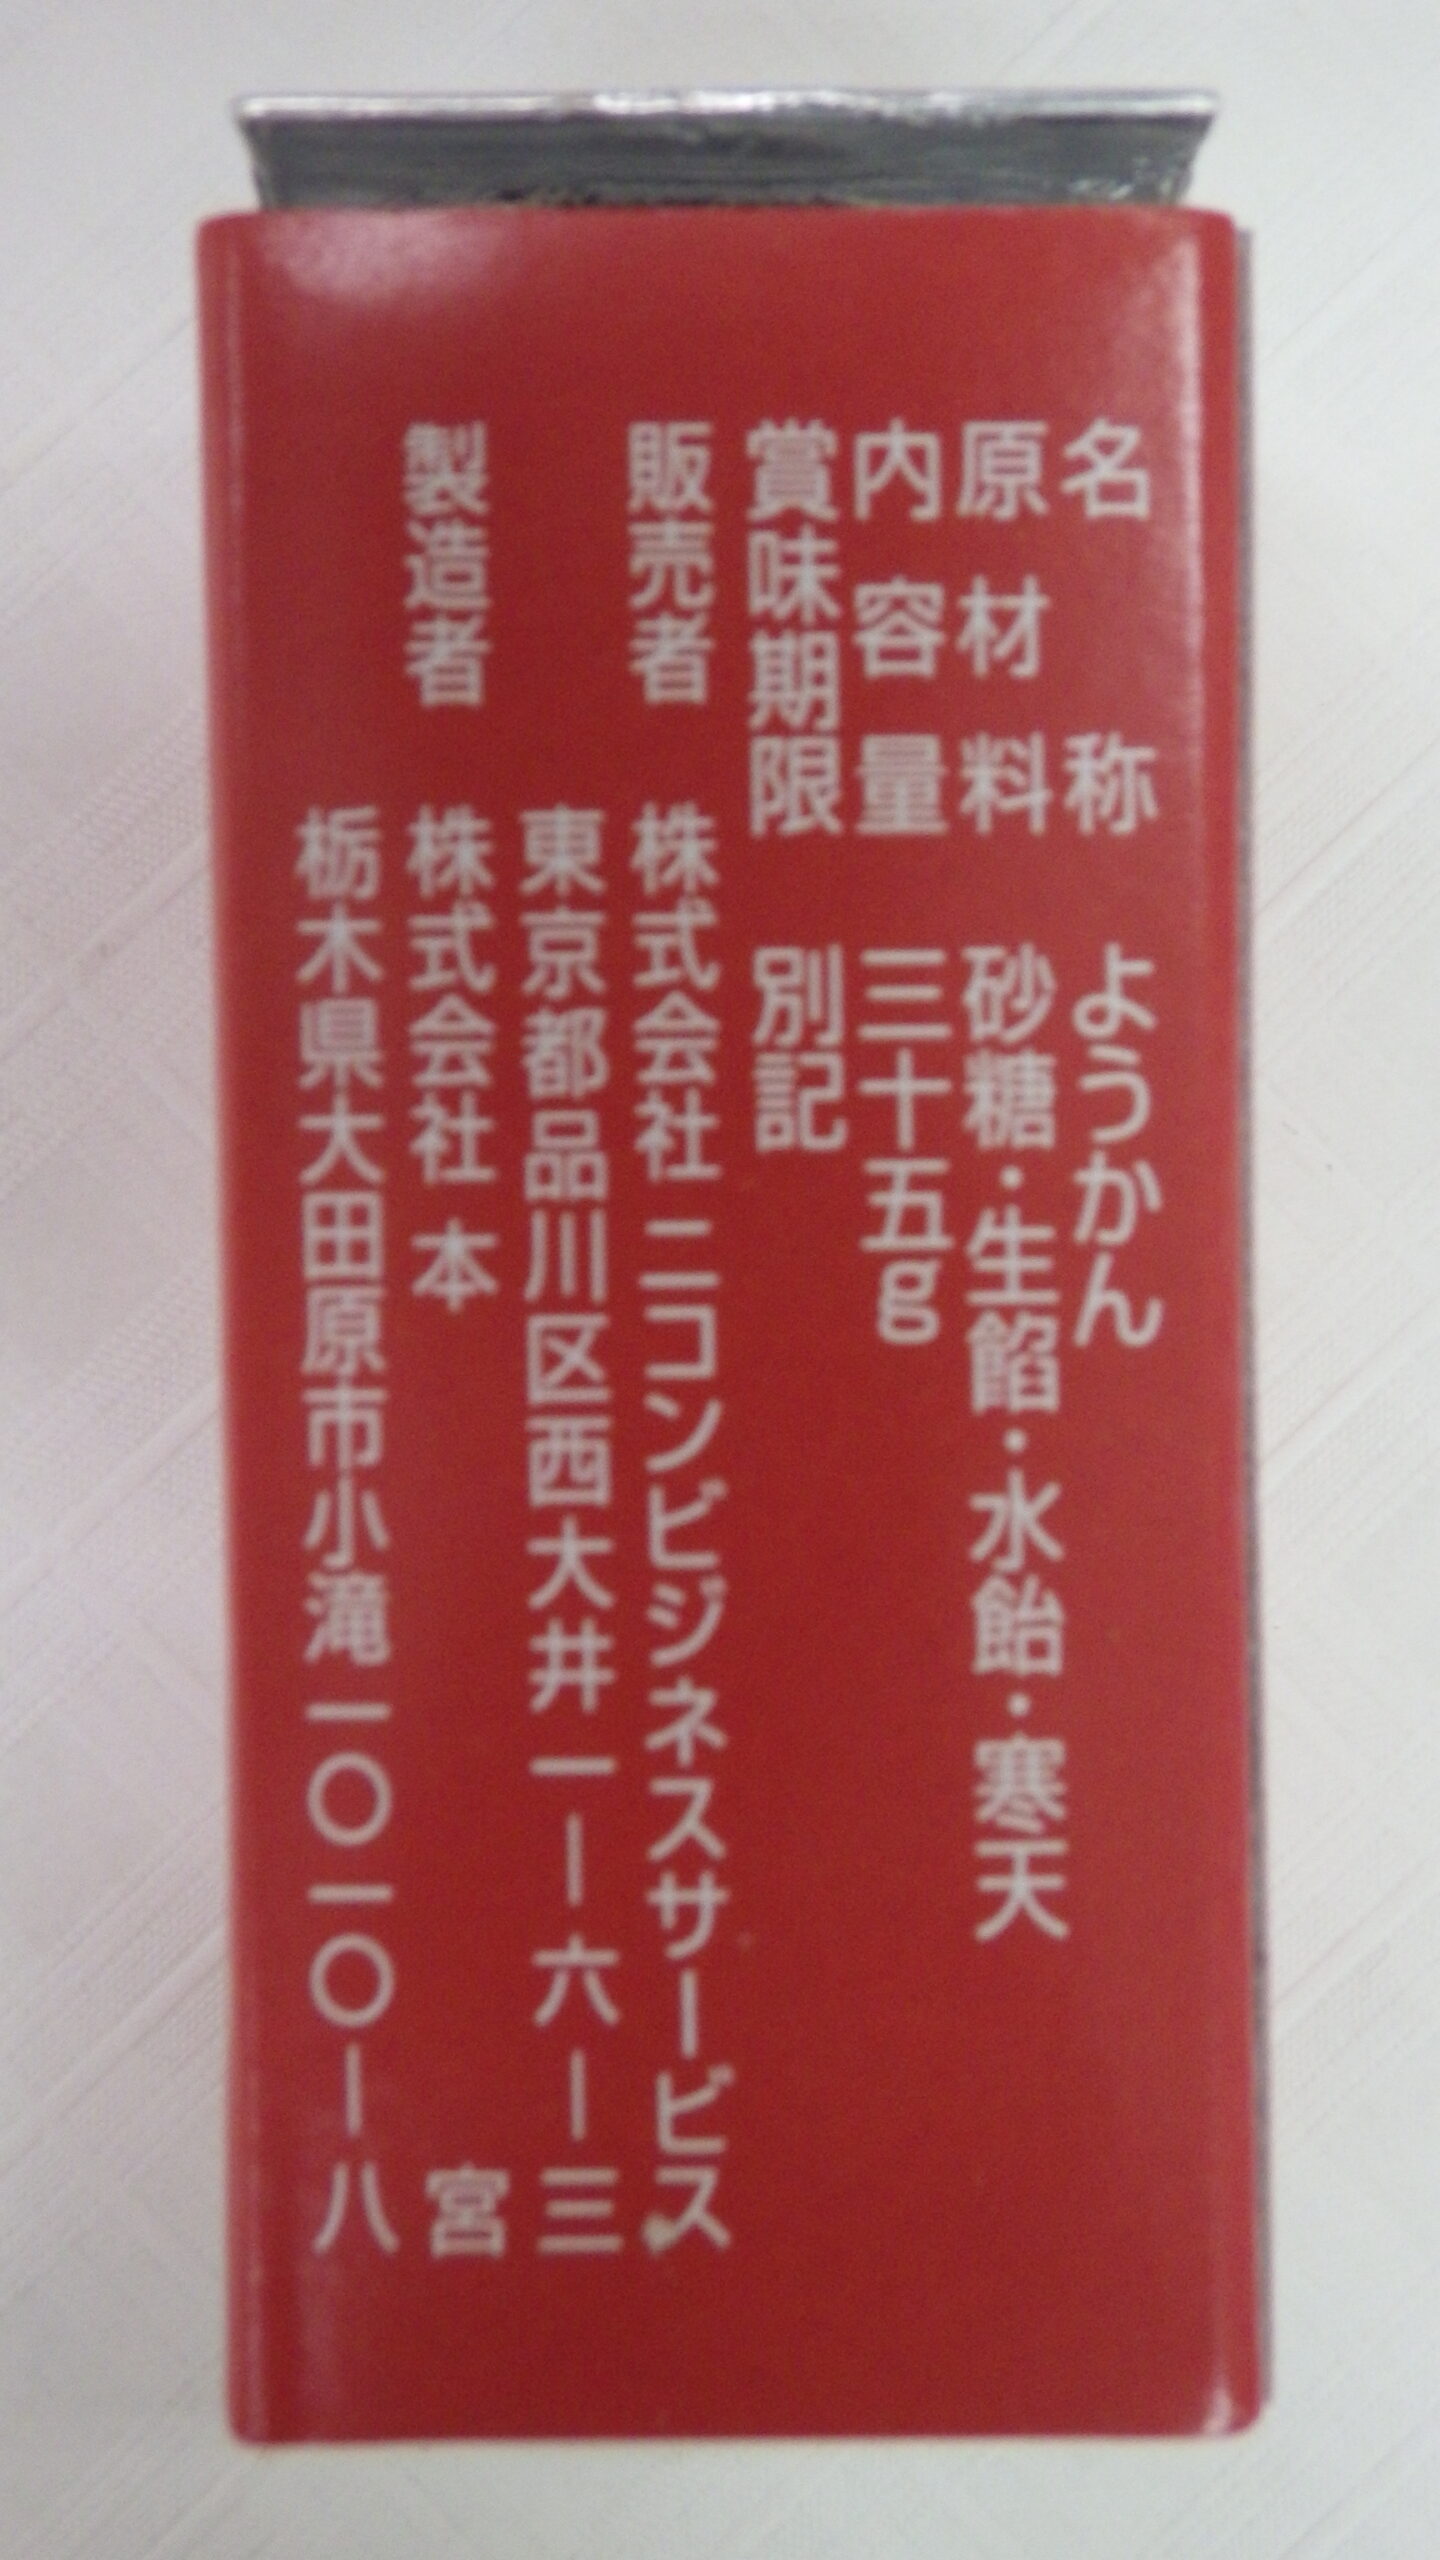 名称 ようかん
原材料 砂糖・生餡・水飴・寒天
内容量 三十五g
賞味期限 別記
販売者 株式会社 ニコンビジネスサービス
東京都品川区西大井一ー六ー三
製造者 株式会社 本宮
栃木県大田原市小滝一〇一〇ー八